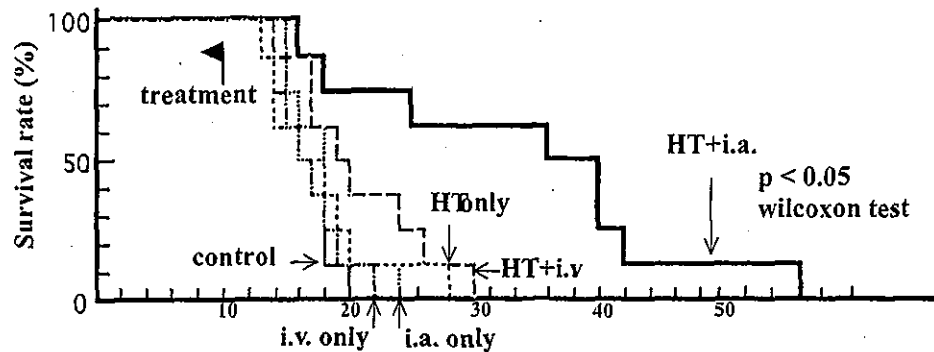 Survival rate (%)
100
50
0
treatment
HT+i.a.
p < 0.05
wilcoxon test
HTonly
control
HT+i.v
10
20
30
40
50
i.v. only
i.a. only